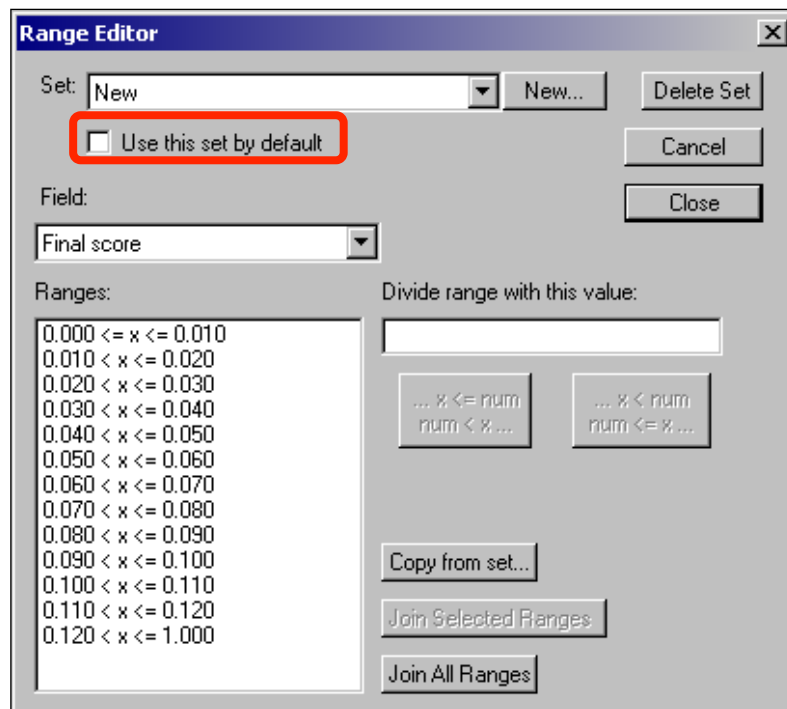 Range Editor
Set: New New... Delete Set
Use this set by default
Cancel
Field:
Close
Final score
Ranges:
Divide range with this value:
0.000 <= x <= 0.010
0.010 < x <= 0.020
0.020 < x <= 0.030
0.030 < x <= 0.040
0.040 < x <= 0.050
0.050 < x <= 0.060
0.060 < x <= 0.070
0.070 < x <= 0.080
0.080 < x <= 0.090
0.090 < x <= 0.100
0.100 < x <= 0.110
0.110 < x <= 0.120
0.120 < x <= 1.000
... x <= num
num < x ...
... x < num
num <= x ...
Copy from set...
Join Selected Ranges
Join All Ranges